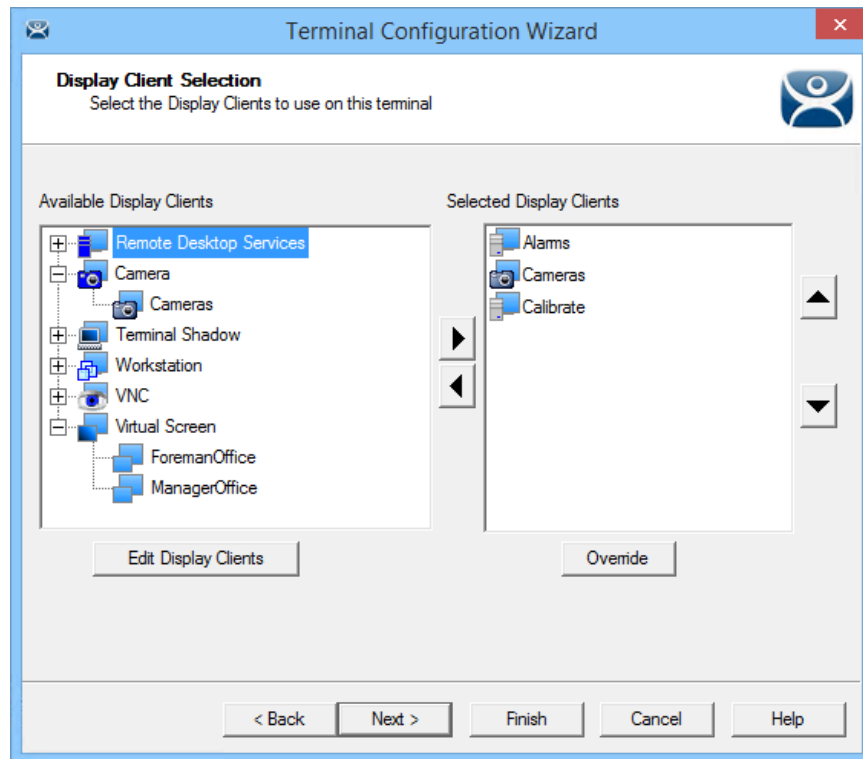 Terminal Configuration Wizard
Display Client Selection
Select the Display Clients to use on this terminal
Available Display Clients
Selected Display Clients
Remote Desktop Services
Camera
Cameras
Terminal Shadow
Workstation
VNC
Virtual Screen
ForemanOffice
ManagerOffice
Alarms
Cameras
Calibrate
Edit Display Clients
Override
< Back
Next >
Finish
Cancel
Help